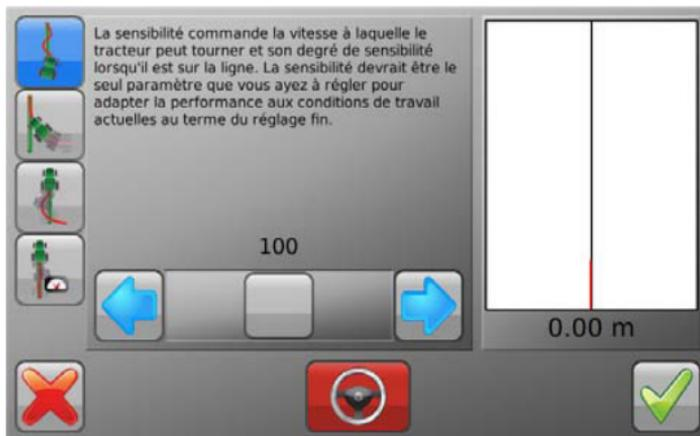 La sensibilité commande la vitesse à laquelle le
tracteur peut tourner et son degré de sensibilité
lorsqu'il est sur la ligne. La sensibilité devrait être le
seul paramètre que vous ayez à régler pour
adapter la performance aux conditions de travail
actuelles au terme du réglage fin.
100
0.00 m